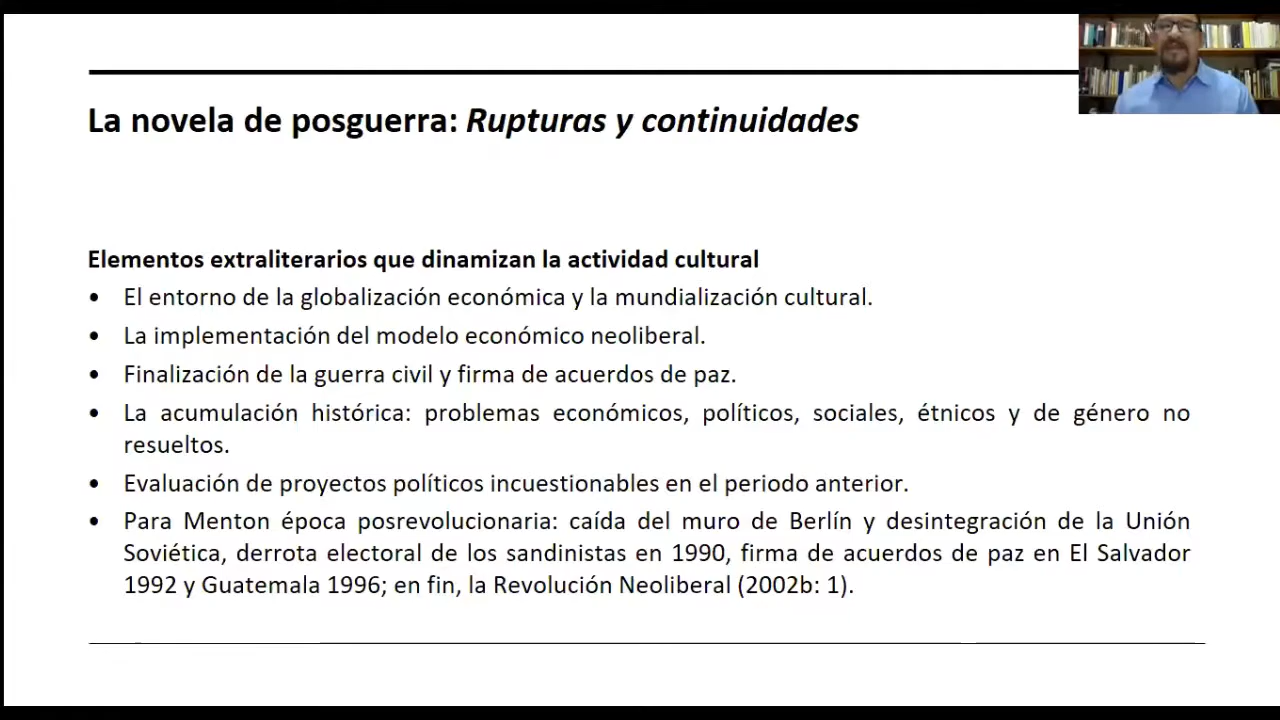 La novela de posguerra: Rupturas y continuidades
Elementos extraliterarios que dinamizan la actividad cultural
• El entorno de la globalización económica y la mundialización cultural.
• La implementación del modelo económico neoliberal.
• Finalización de la guerra civil y firma de acuerdos de paz.
• La acumulación histórica: problemas económicos, políticos, sociales, étnicos y de género no
resueltos.
• Evaluación de proyectos políticos incuestionables en el periodo anterior.
• Para Menton época posrevolucionaria: caída del muro de Berlín y desintegración de la Unión
Soviética, derrota electoral de los sandinistas en 1990, firma de acuerdos de paz en El Salvador
1992 y Guatemala 1996; en fin, la Revolución Neoliberal (2002b: 1).